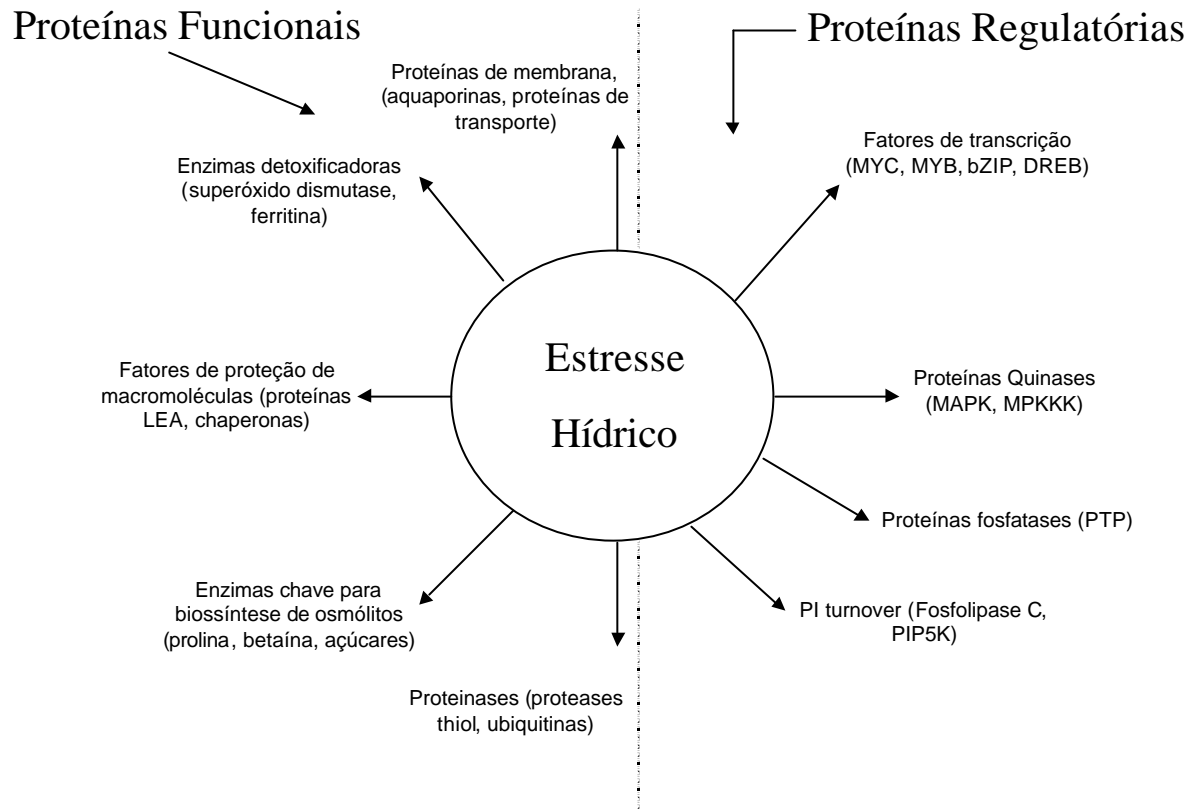 Proteínas Funcionais
Proteínas Regulatórias
Proteínas de membrana,
(aquaporinas, proteínas de
transporte)
Fatores de transcrição
(MYC, MYB, bZIP, DREB)
Enzimas detoxificadoras
(superóxido dismutase,
ferritina)
Estresse
Hídrico
Fatores de proteção de
macromoléculas (proteínas
LEA, chaperonas)
Proteínas Quinases
(MAPK, MPKKK)
Proteínas fosfatases (PTP)
Enzimas chave para
biossíntese de osmólitos
(prolina, betaína, açúcares)
PI turnover (Fosfolipase C,
PIP5K)
Proteinases (proteases
thiol, ubiquitinas)